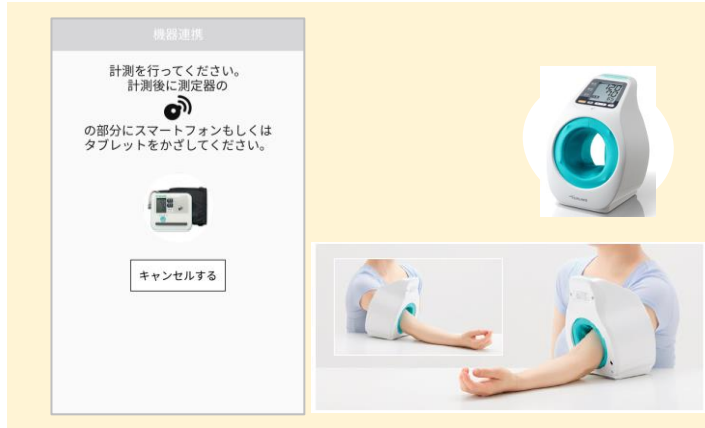 機器連携
計測を行ってください。
計測後に測定器の
の部分にスマートフォンもしくは
タブレットをかざしてください。
キャンセルする